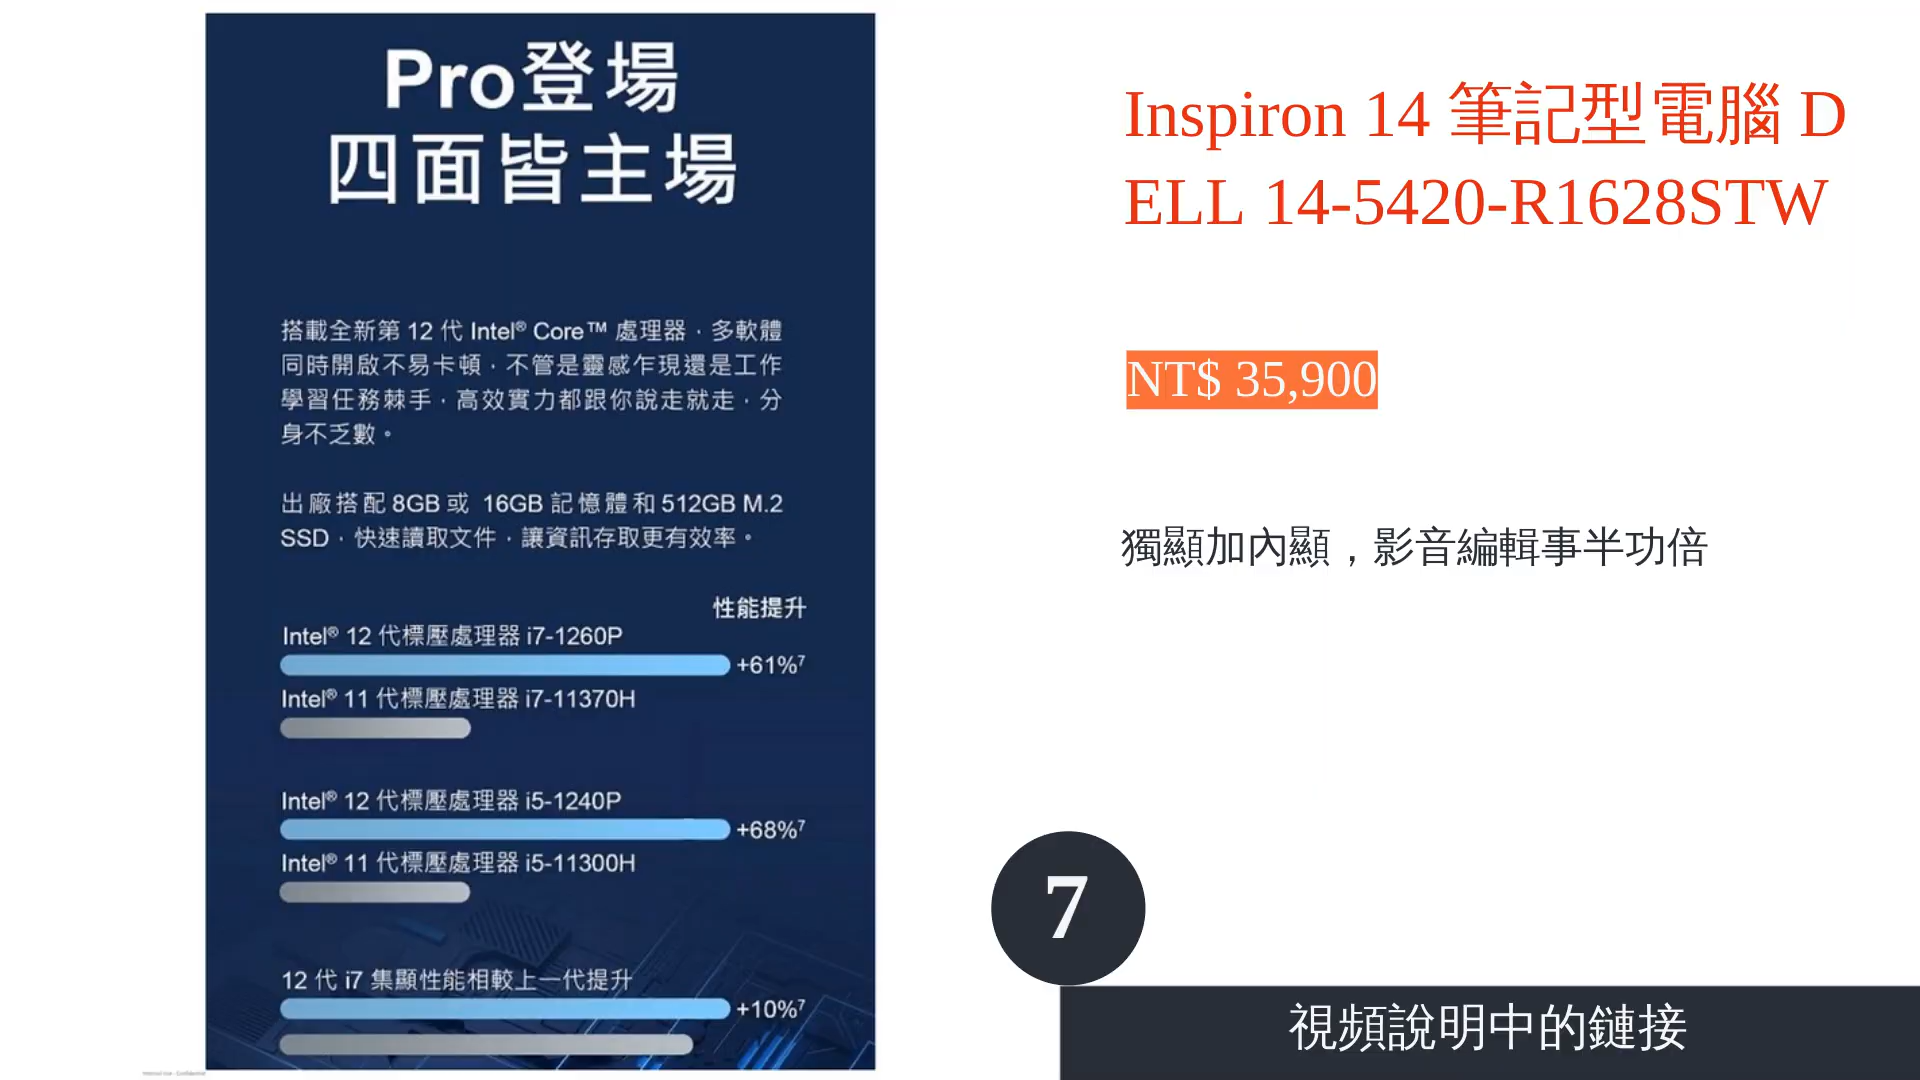 Pro登場
四面皆主場
搭載全新第 12 代 Intel® Core™ 處理器，多軟體
同時開啟不易卡頓，不管是靈感乍現還是工作
學習任務棘手，高效實力都跟你說走就走，分
身不乏數。
出廠搭配 8GB 或 16GB 記憶體和 512GB M.2
SSD，快速讀取文件，讓資訊存取更有效率。
性能提升
Intel® 12 代標壓處理器 i7-1260P
+61%⁷
Intel® 11 代標壓處理器 i7-11370H
Intel® 12 代標壓處理器 i5-1240P
+68%⁷
Intel® 11 代標壓處理器 i5-11300H
12 代 i7 集顯性能相較上一代提升
+10%⁷
Internal Use - Confidential
Inspiron 14 筆記型電腦 D
ELL 14-5420-R1628STW
NT$ 35,900
獨顯加內顯，影音編輯事半功倍
7
視頻說明中的鏈接